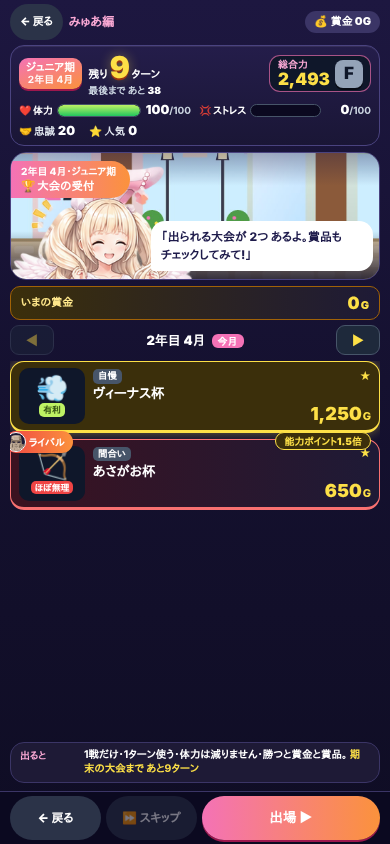 ← 戻る みゅあ編 💰 賞金 0G
ジュニア期
2年目 4月
残り 9 ターン
最後まで あと 38
総合力
2,493 F
❤️ 体力 100/100 💢 ストレス 0/100
🤝 忠誠 20 ⭐ 人気 0
2年目 4月・ジュニア期
🏆 大会の受付
「出られる大会が 2つ あるよ。賞品も
チェックしてみて！」
いまの賞金 0G
◀ 2年目 4月 今月 ▶
自慢 ★
ヴィーナス杯
有利
1,250G
ライバル 能力ポイント1.5倍
間合い ★
あさがお杯
ほぼ無理
650G
出ると 1戦だけ・1ターン使う・体力は減りません・勝つと賞金と賞品。期
末の大会まで あと9ターン
← 戻る ⏩ スキップ 出場 ▶